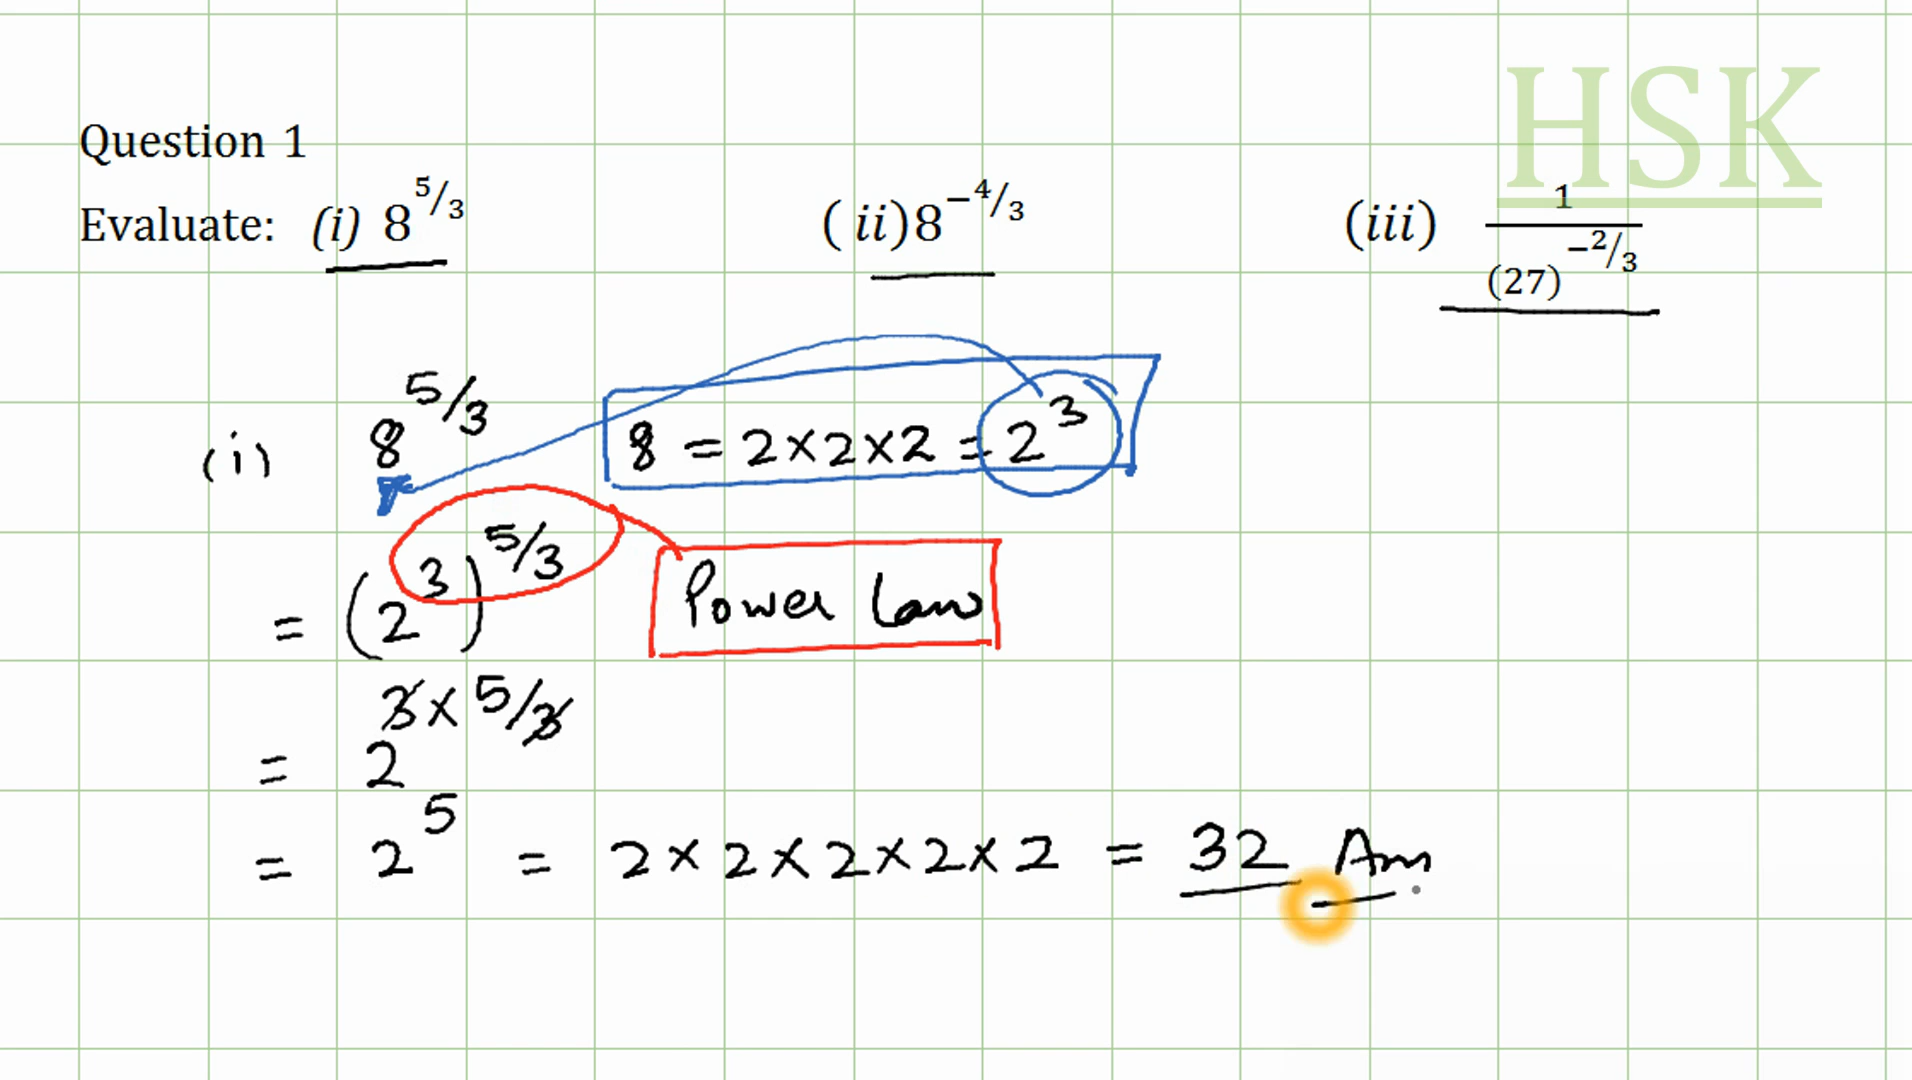 HSK
Question 1
Evaluate: (i) 8^{5/3} (ii) 8^{-4/3} (iii) \frac{1}{(27)^{-2/3}}
(i) 8^{5/3} 8 = 2×2×2 = 2^3
= (2^3)^{5/3} Power Law
= 2^{3×5/3}
= 2^5 = 2×2×2×2×2 = 32 Ans